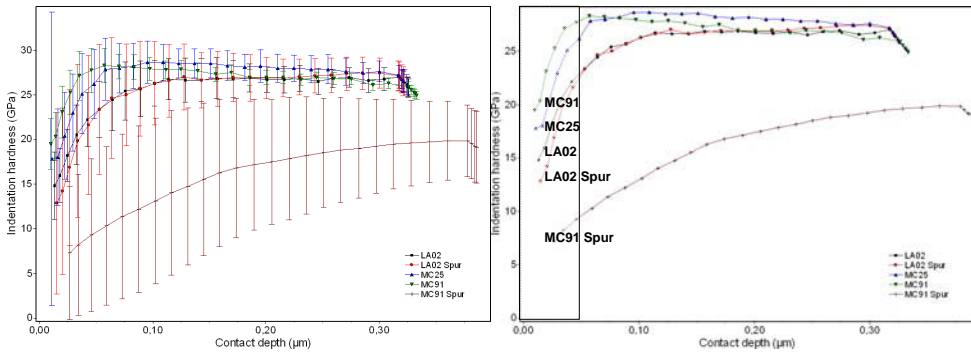 Indentation hardness (GPa)
30
25
20
15
10
5
0
0,00
0,10
0,20
0,30
Contact depth (µm)
LA02
LA02 Spur
MC25
MC91
MC91 Spur
Indentation hardness (GPa)
25
20
15
10
5
0
0,00
0,10
0,20
0,30
Contact depth (µm)
MC91
MC25
LA02
LA02 Spur
MC91 Spur
LA02
LA02 Spur
MC25
MC91
MC91 Spur